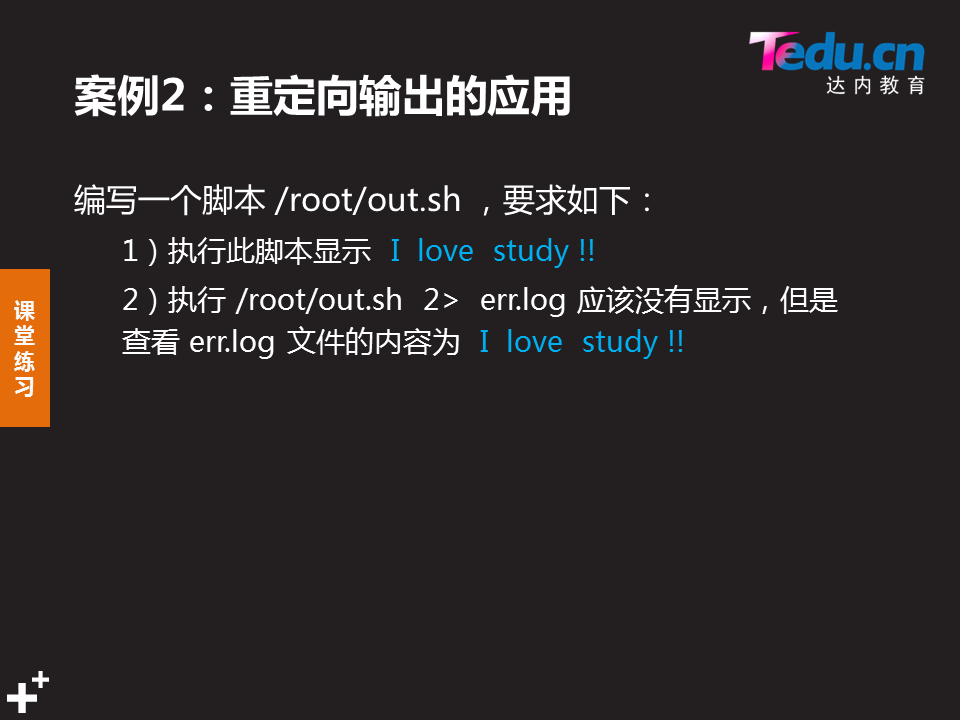 Tedu.cn
达内教育
案例2：重定向输出的应用
编写一个脚本 /root/out.sh ，要求如下：
1）执行此脚本显示 I love study !!
2）执行 /root/out.sh 2> err.log 应该没有显示，但是
查看 err.log 文件的内容为 I love study !!
课
堂
练
习